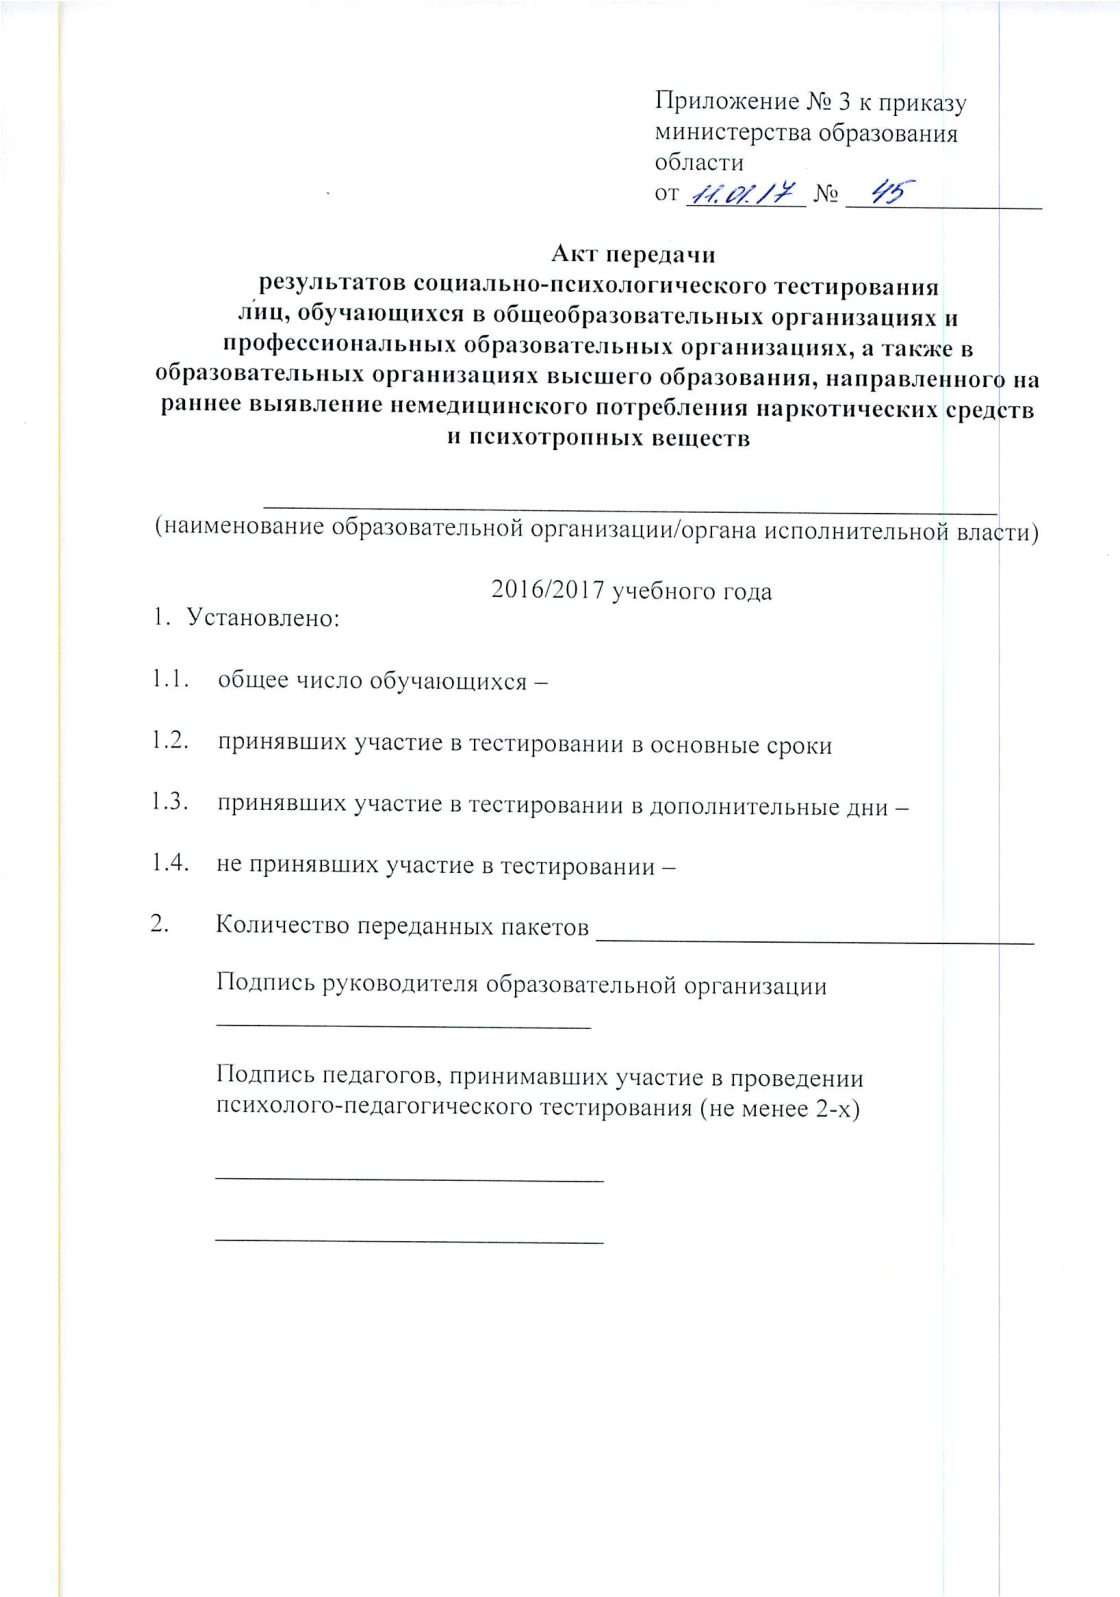 Приложение № 3 к приказу
министерства образования
области
от 11.01.17 № 45
Акт передачи
результатов социально-психологического тестирования
лиц, обучающихся в общеобразовательных организациях и
профессиональных образовательных организациях, а также в
образовательных организациях высшего образования, направленного на
раннее выявление немедицинского потребления наркотических средств
и психотропных веществ
(наименование образовательной организации/органа исполнительной власти)
2016/2017 учебного года
1. Установлено:
1.1. общее число обучающихся –
1.2. принявших участие в тестировании в основные сроки
1.3. принявших участие в тестировании в дополнительные дни –
1.4. не принявших участие в тестировании –
2. Количество переданных пакетов
Подпись руководителя образовательной организации
Подпись педагогов, принимавших участие в проведении
психолого-педагогического тестирования (не менее 2-х)